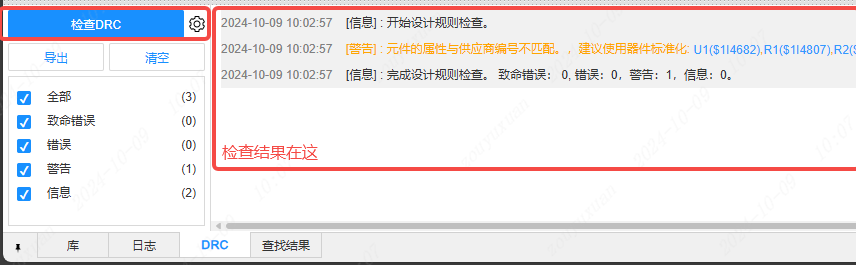 检查DRC
导出
清空
全部 (3)
致命错误 (0)
错误 (0)
警告 (1)
信息 (2)
2024-10-09 10:02:57 [信息] : 开始设计规则检查。
2024-10-09 10:02:57 [警告] : 元件的属性与供应商编号不匹配。，建议使用器件标准化: U1($1I4682),R1($1I4807),R2($
2024-10-09 10:02:57 [信息] : 完成设计规则检查。 致命错误：0, 错误：0，警告：1，信息：0。
检查结果在这
库
日志
DRC
查找结果